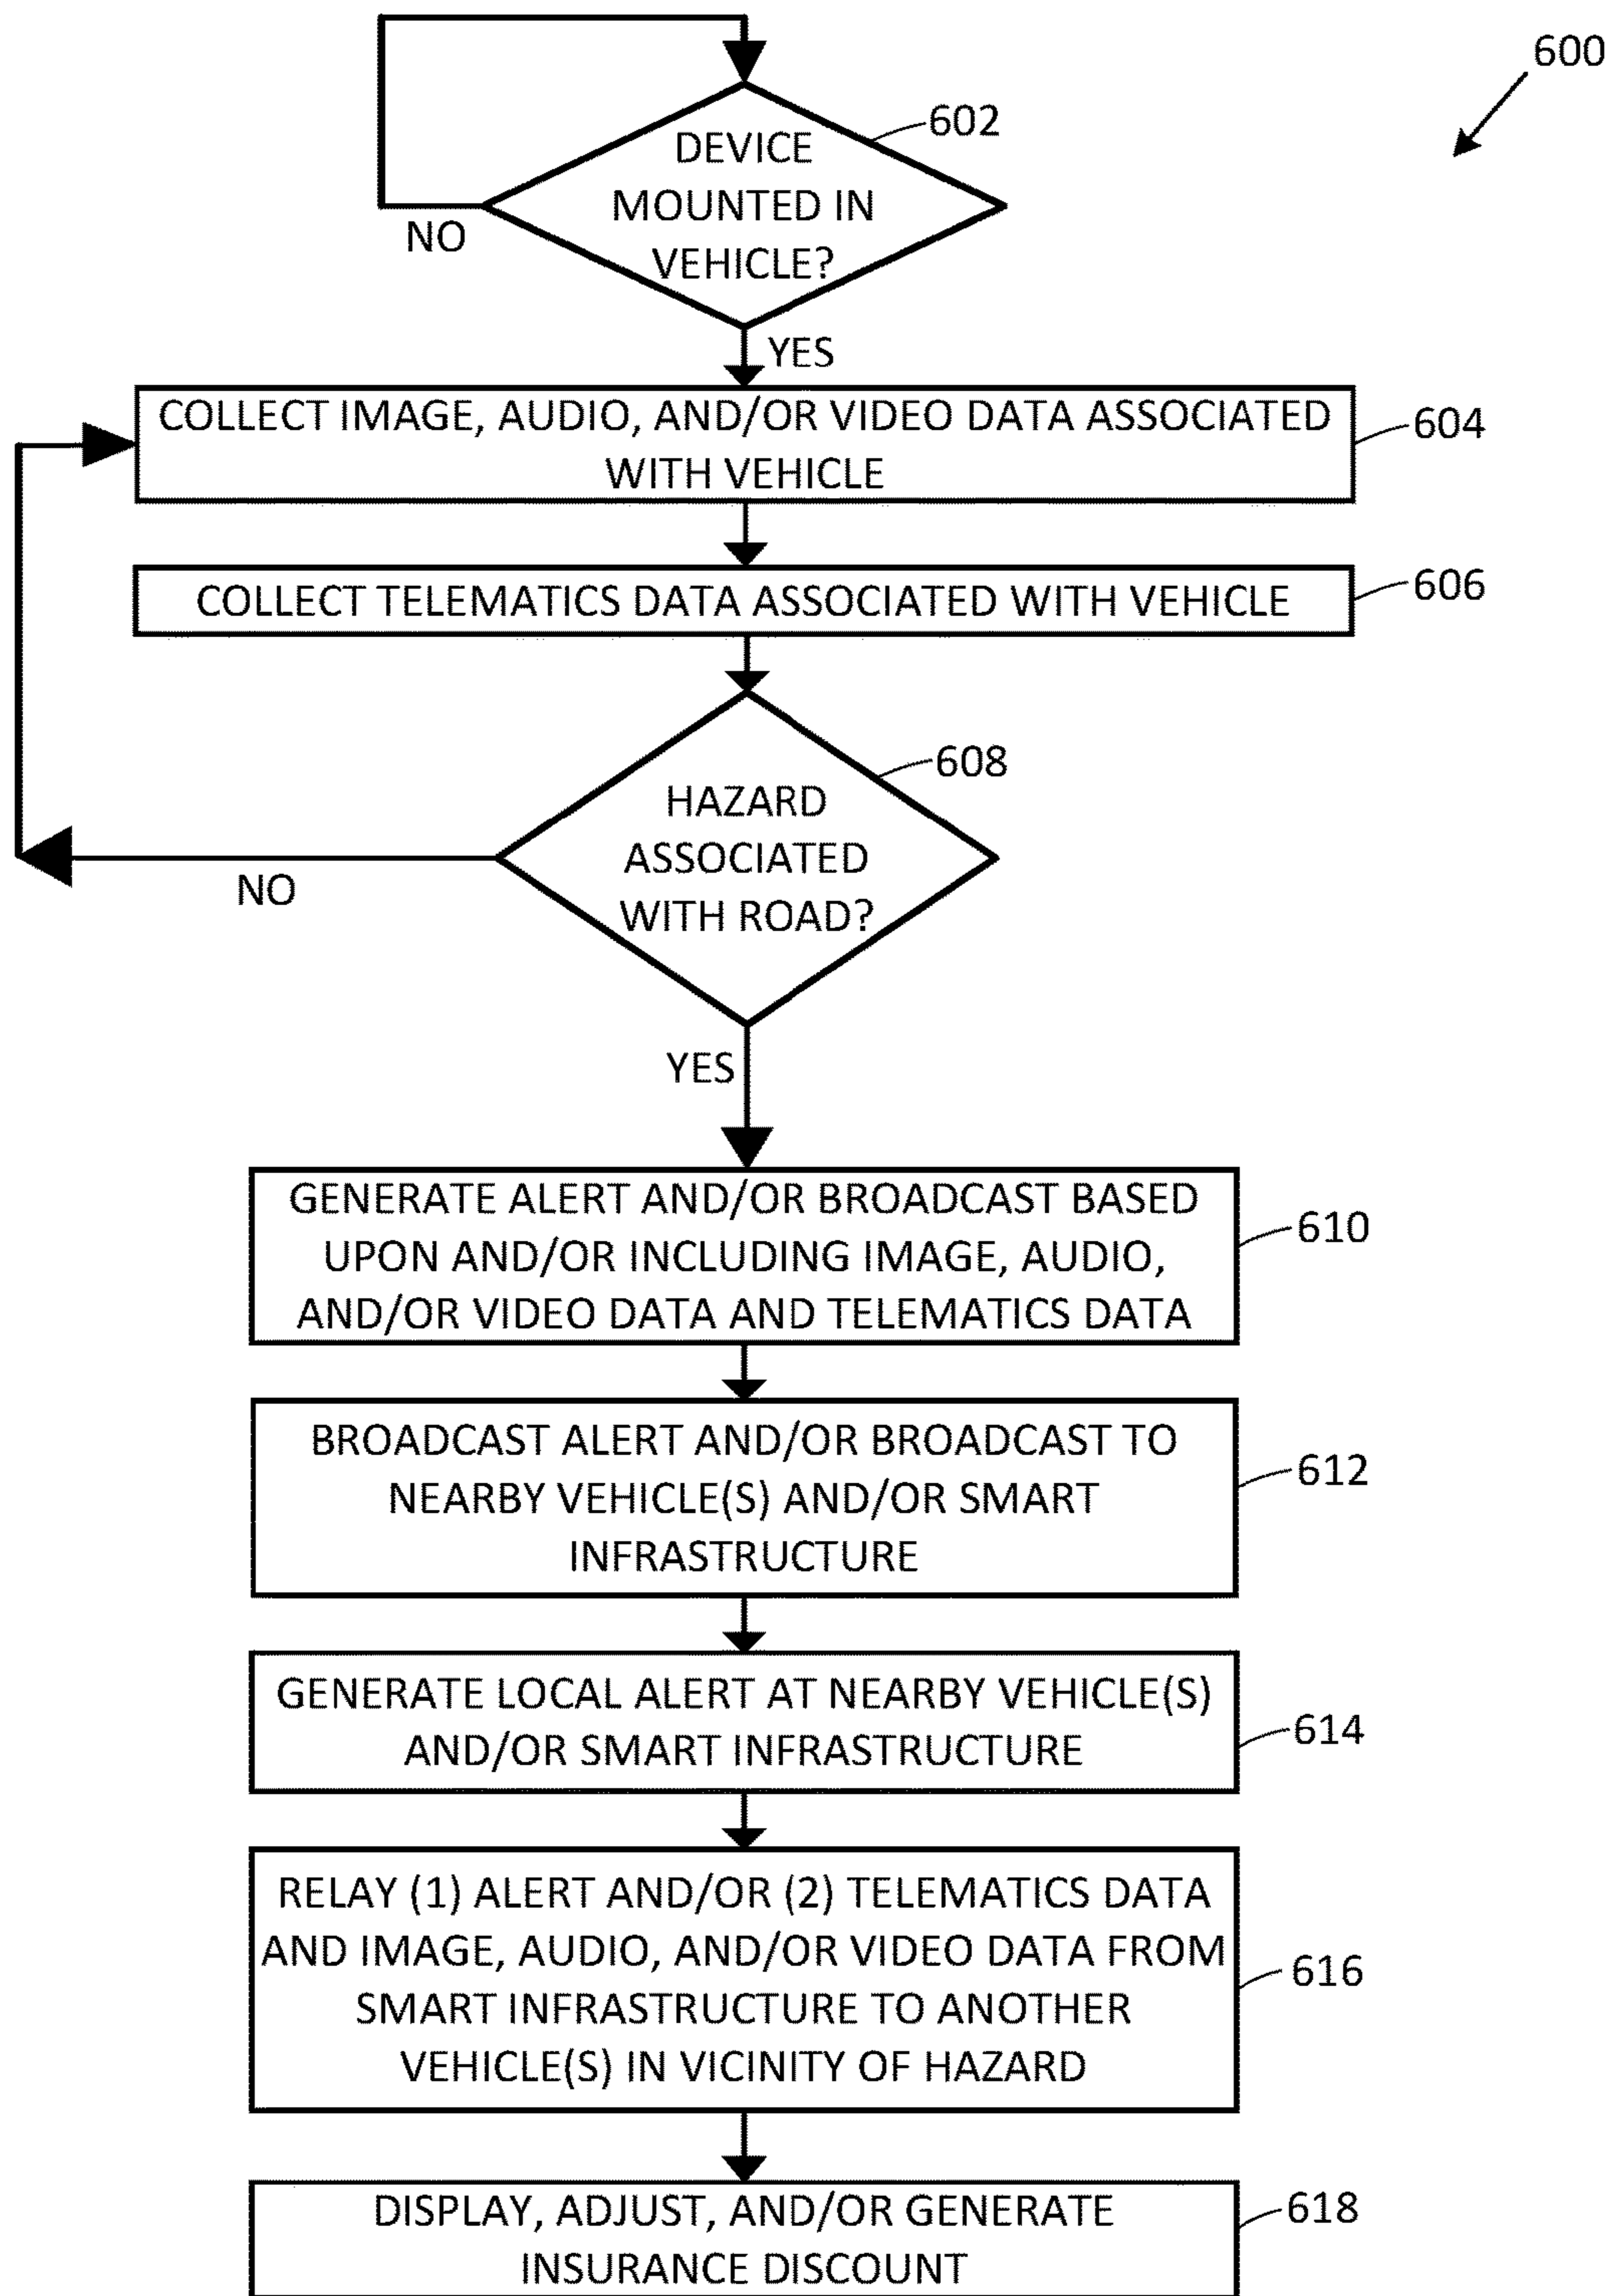 600
602
DEVICE
MOUNTED IN
VEHICLE?
NO
YES
COLLECT IMAGE, AUDIO, AND/OR VIDEO DATA ASSOCIATED
WITH VEHICLE
604
COLLECT TELEMATICS DATA ASSOCIATED WITH VEHICLE
606
608
HAZARD
ASSOCIATED
WITH ROAD?
NO
YES
GENERATE ALERT AND/OR BROADCAST BASED
UPON AND/OR INCLUDING IMAGE, AUDIO,
AND/OR VIDEO DATA AND TELEMATICS DATA
610
BROADCAST ALERT AND/OR BROADCAST TO
NEARBY VEHICLE(S) AND/OR SMART
INFRASTRUCTURE
612
GENERATE LOCAL ALERT AT NEARBY VEHICLE(S)
AND/OR SMART INFRASTRUCTURE
614
RELAY (1) ALERT AND/OR (2) TELEMATICS DATA
AND IMAGE, AUDIO, AND/OR VIDEO DATA FROM
SMART INFRASTRUCTURE TO ANOTHER
VEHICLE(S) IN VICINITY OF HAZARD
616
DISPLAY, ADJUST, AND/OR GENERATE
INSURANCE DISCOUNT
618